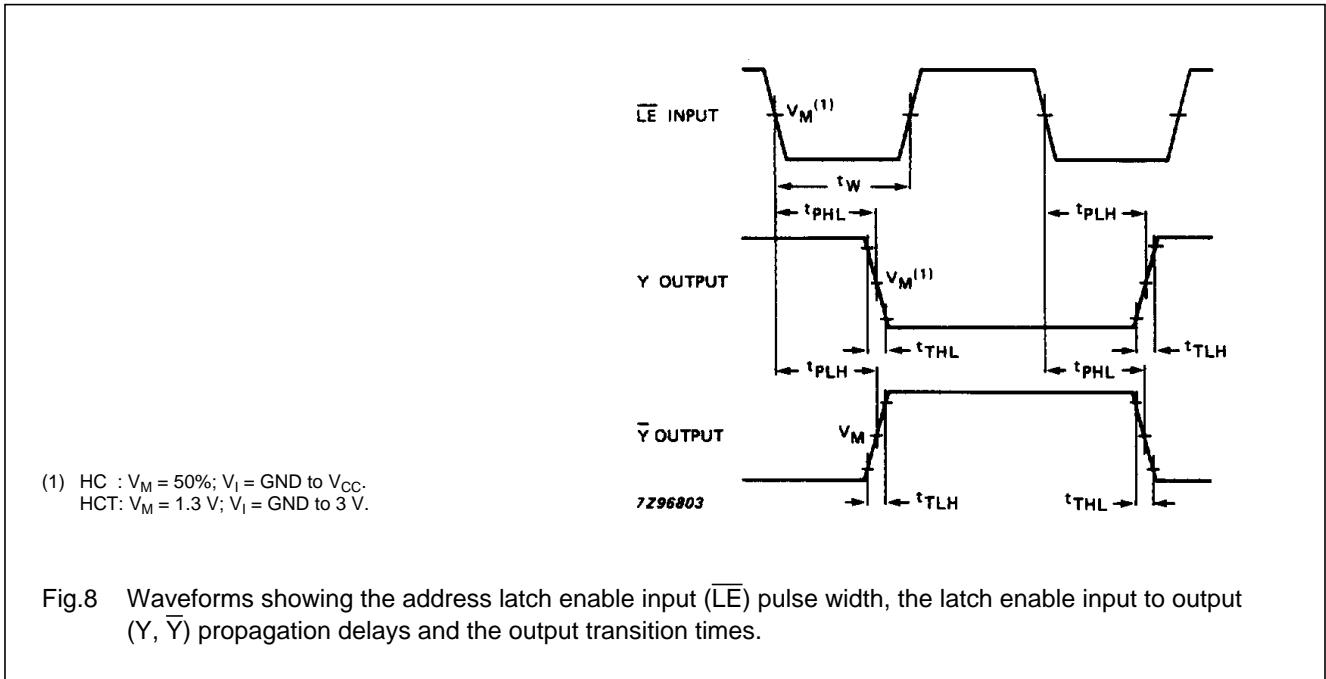 L̅E̅ INPUT
V_M (1)
t_W
t_PHL
t_PLH
Y OUTPUT
V_M (1)
t_THL
t_TLH
t_PLH
t_PHL
Y̅ OUTPUT
V_M
t_TLH
t_THL
7Z96803
(1) HC : V_M = 50%; V_I = GND to V_CC.
HCT: V_M = 1.3 V; V_I = GND to 3 V.
Fig.8 Waveforms showing the address latch enable input (L̅E̅) pulse width, the latch enable input to output
(Y, Y̅) propagation delays and the output transition times.